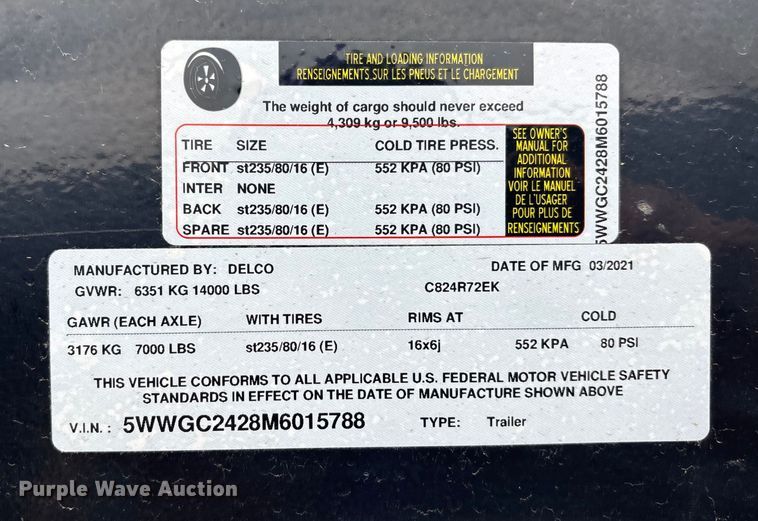 TIRE AND LOADING INFORMATION
RENSEIGNEMENTS SUR LES PNEUS ET LE CHARGEMENT
The weight of cargo should never exceed
4,309 kg or 9,500 lbs.
TIRE SIZE COLD TIRE PRESS.
FRONT st235/80/16 (E) 552 KPA (80 PSI)
INTER NONE
BACK st235/80/16 (E) 552 KPA (80 PSI)
SPARE st235/80/16 (E) 552 KPA (80 PSI)
SEE OWNER'S
MANUAL FOR
ADDITIONAL
INFORMATION
VOIR LE MANUEL
DE L'USAGER
POUR PLUS DE
RENSEIGNEMENTS
5WWGC2428M6015788
MANUFACTURED BY: DELCO DATE OF MFG 03/2021
GVWR: 6351 KG 14000 LBS C824R72EK
GAWR (EACH AXLE) WITH TIRES RIMS AT COLD
3176 KG 7000 LBS st235/80/16 (E) 16x6j 552 KPA 80 PSI
THIS VEHICLE CONFORMS TO ALL APPLICABLE U.S. FEDERAL MOTOR VEHICLE SAFETY
STANDARDS IN EFFECT ON THE DATE OF MANUFACTURE SHOWN ABOVE
V.I.N. : 5WWGC2428M6015788 TYPE: Trailer
Purple Wave Auction